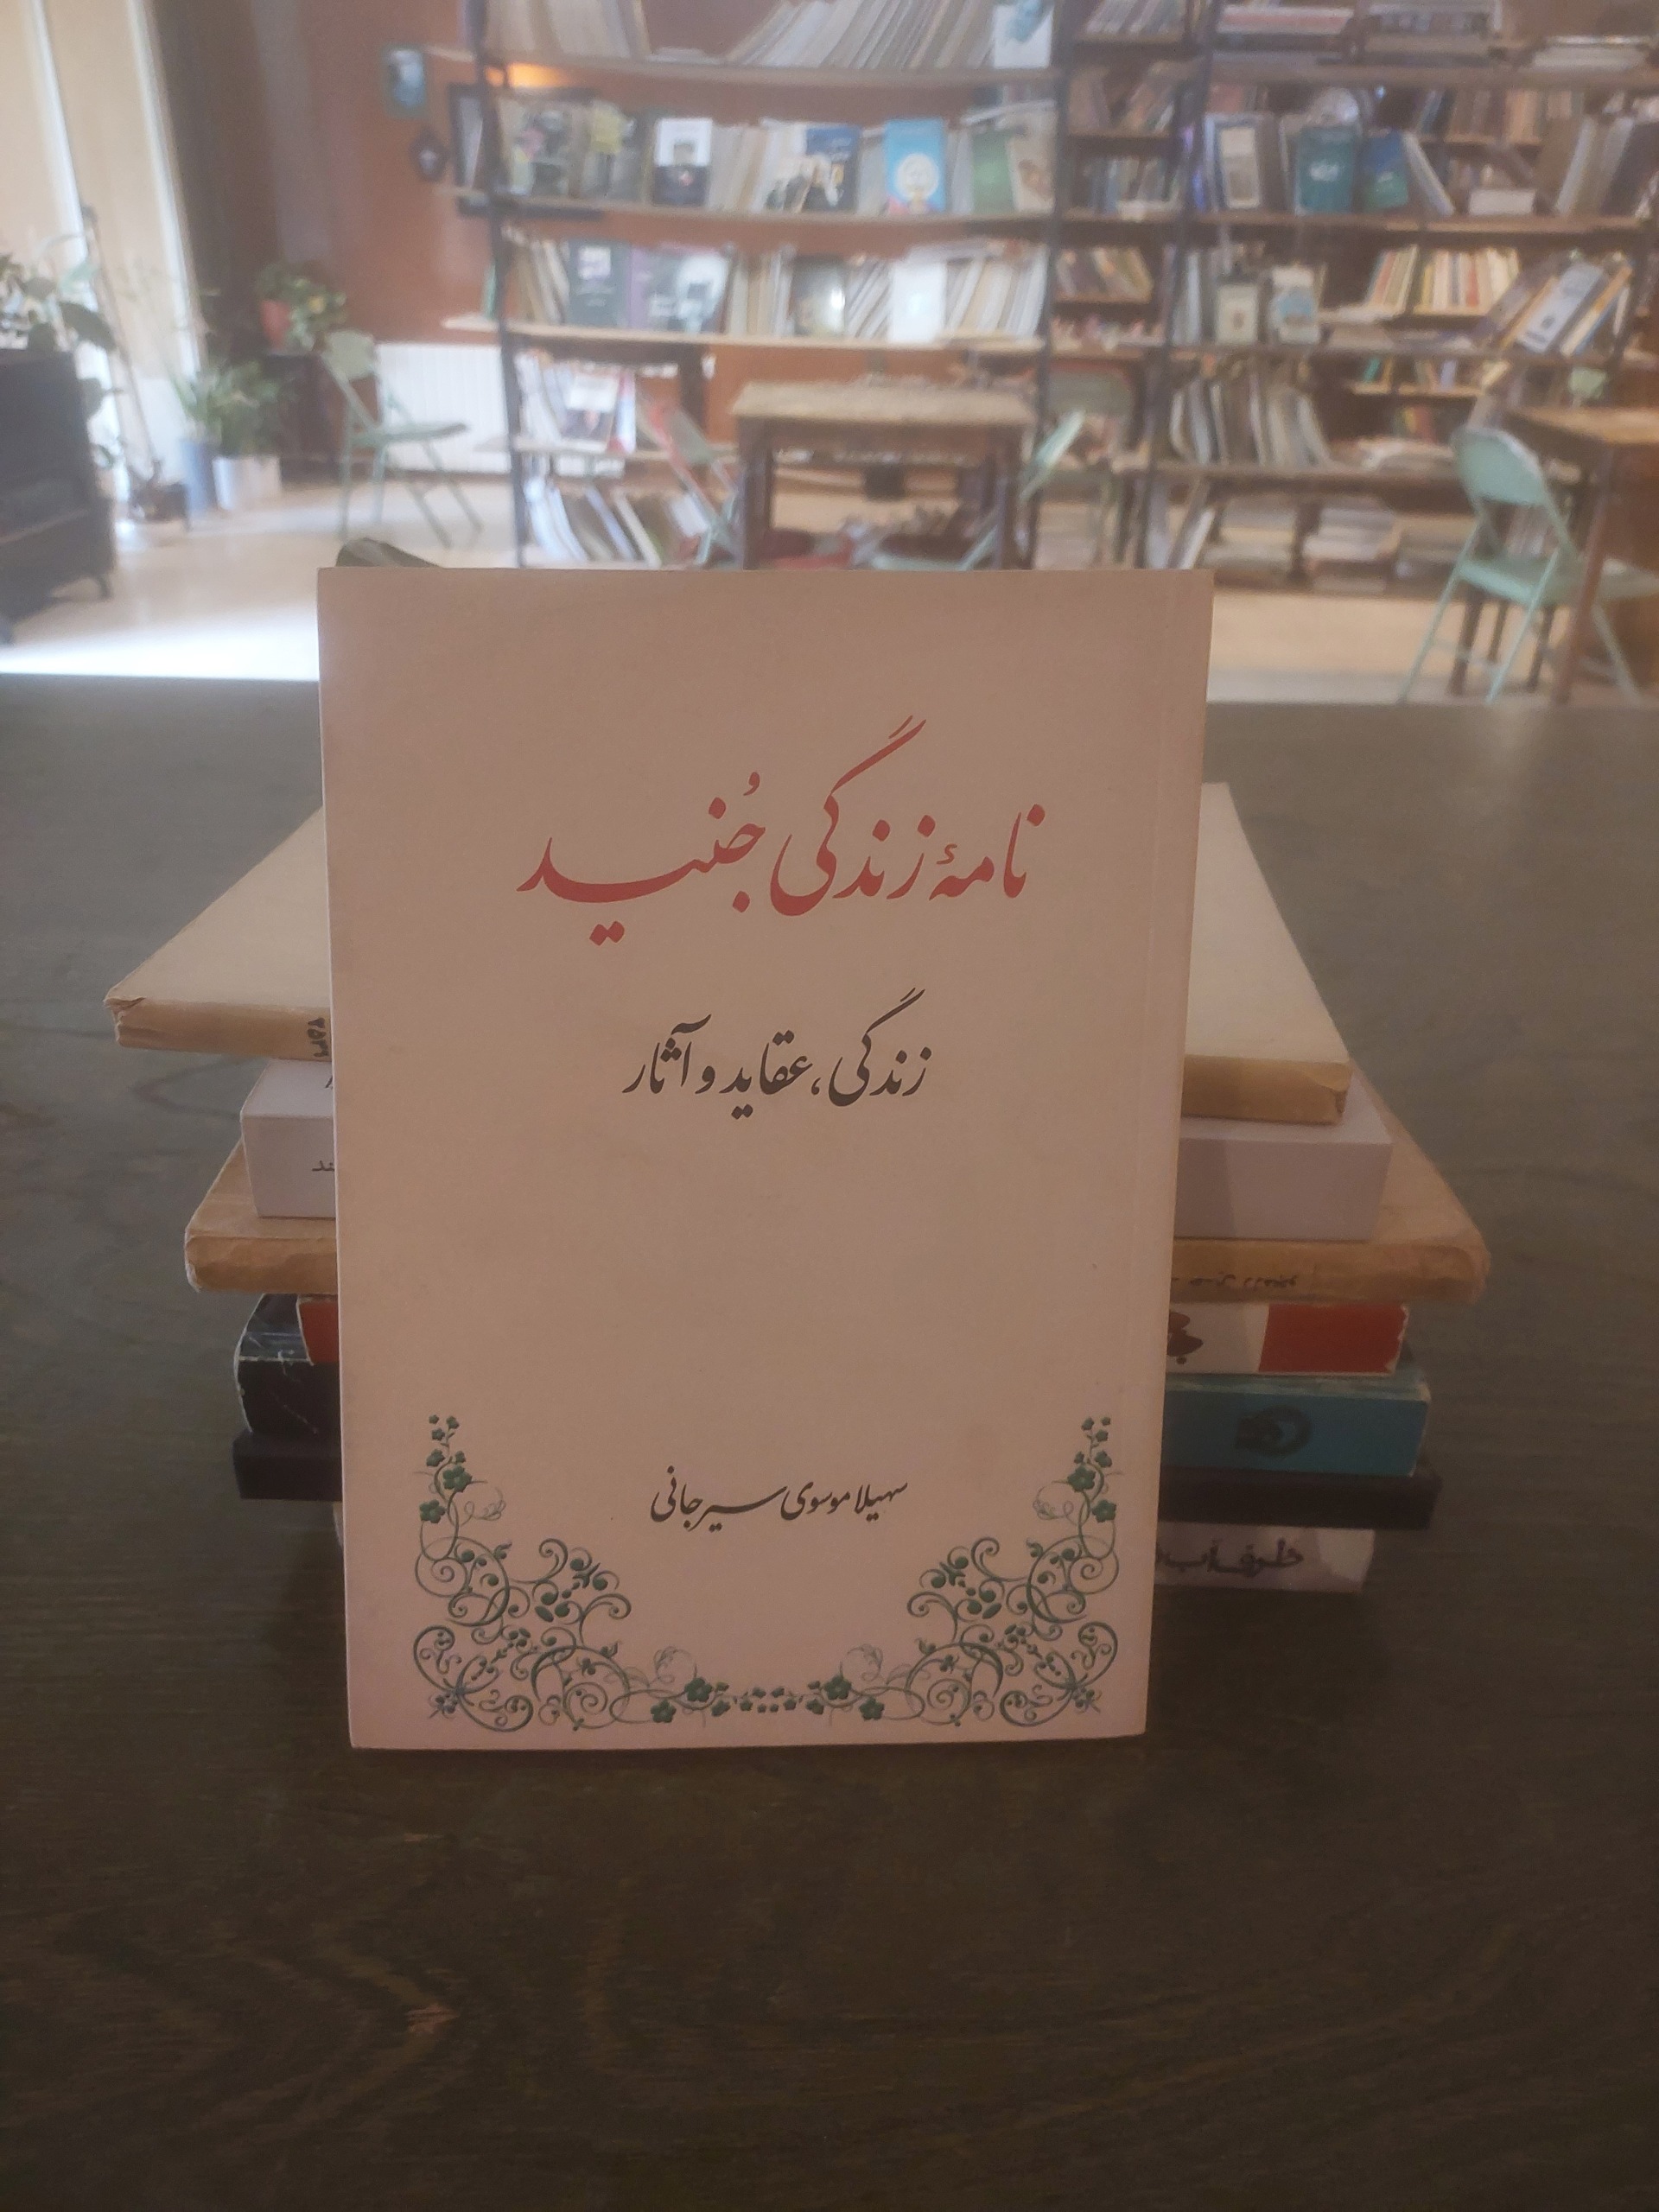 نامهٔ زندگی جُنید
زندگی، عقاید و آثار
سهیلا موسوی سیرجانی